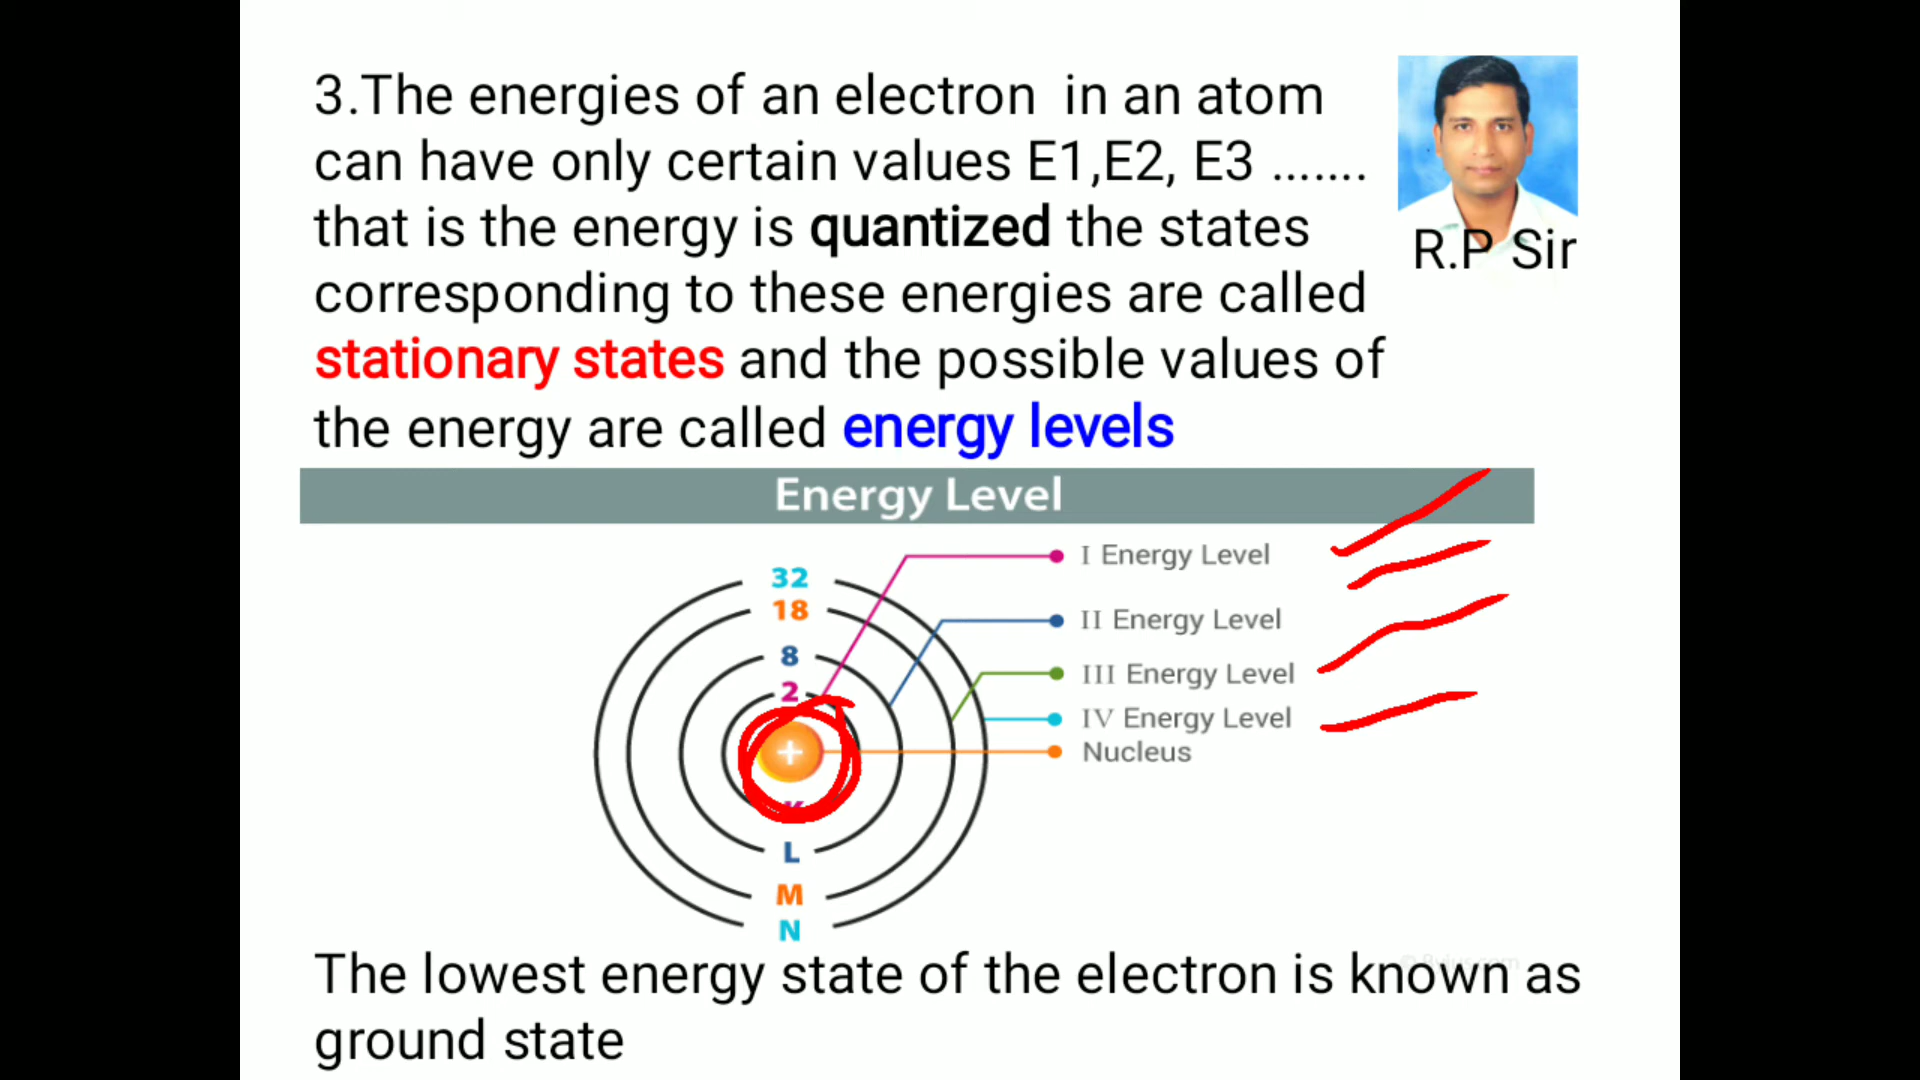 3.The energies of an electron in an atom
can have only certain values E1,E2, E3 .......
that is the energy is quantized the states
corresponding to these energies are called
stationary states and the possible values of
the energy are called energy levels
R.P Sir
Energy Level
I Energy Level
32
18
II Energy Level
8
III Energy Level
2
IV Energy Level
+
Nucleus
K
L
M
N
The lowest energy state of the electron is known as
ground state